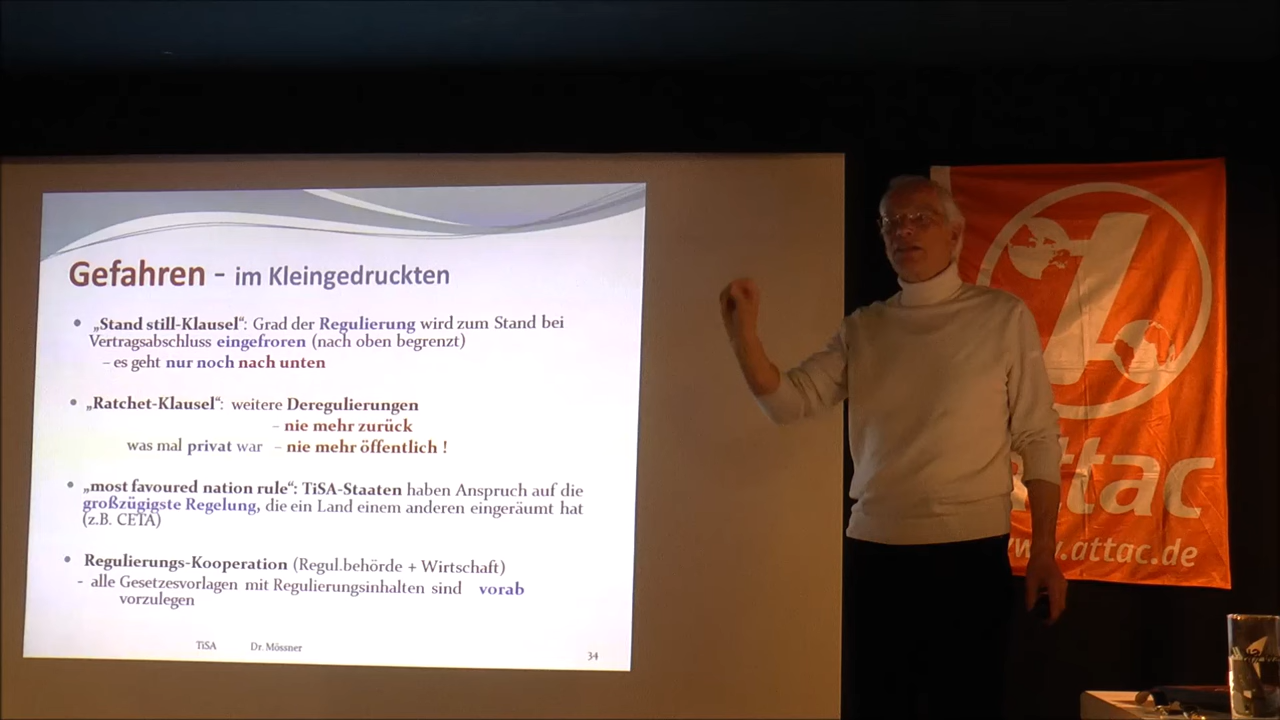 Gefahren - im Kleingedruckten
• „Stand still-Klausel“: Grad der Regulierung wird zum Stand bei
Vertragsabschluss eingefroren (nach oben begrenzt)
– es geht nur noch nach unten
• „Ratchet-Klausel“: weitere Deregulierungen
– nie mehr zurück
was mal privat war – nie mehr öffentlich !
• „most favoured nation rule“: TiSA-Staaten haben Anspruch auf die
großzügigste Regelung, die ein Land einem anderen eingeräumt hat
(z.B. CETA)
• Regulierungs-Kooperation (Regul.behörde + Wirtschaft)
- alle Gesetzesvorlagen mit Regulierungsinhalten sind vorab
vorzulegen
TiSA Dr. Mössner
34
attac
www.attac.de